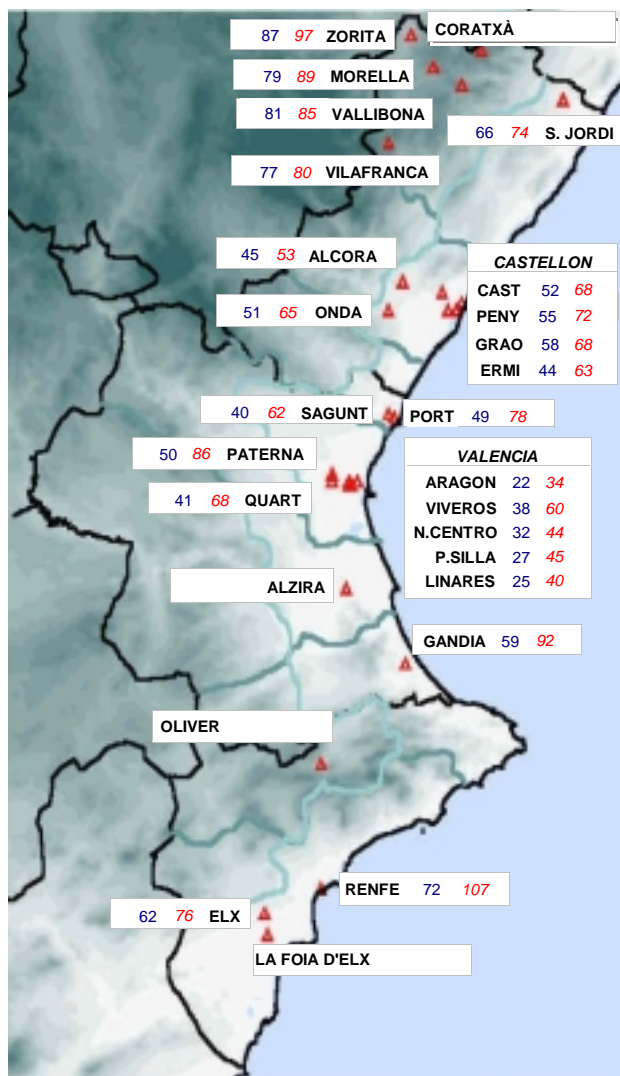 CORATXÀ
87 97 ZORITA
79 89 MORELLA
81 85 VALLIBONA
66 74 S. JORDI
77 80 VILAFRANCA
45 53 ALCORA
51 65 ONDA
CASTELLON
CAST 52 68
PENY 55 72
GRAO 58 68
ERMI 44 63
40 62 SAGUNT
PORT 49 78
50 86 PATERNA
41 68 QUART
VALENCIA
ARAGON 22 34
VIVEROS 38 60
N.CENTRO 32 44
P.SILLA 27 45
LINARES 25 40
ALZIRA
GANDIA 59 92
OLIVER
RENFE 72 107
62 76 ELX
LA FOIA D'ELX